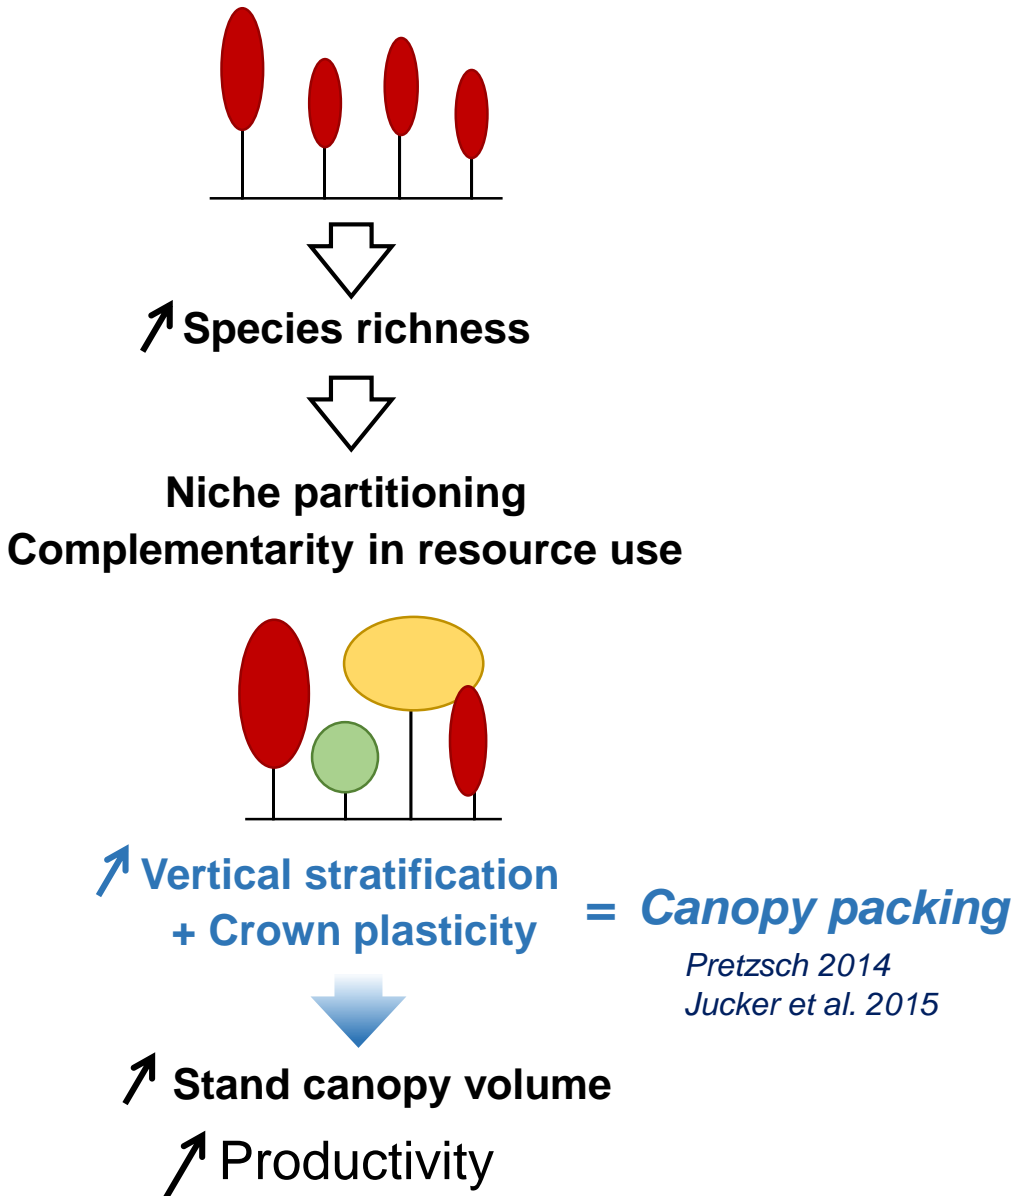 Species richness
Niche partitioning
Complementarity in resource use
Vertical stratification
+ Crown plasticity
= Canopy packing
Pretzsch 2014
Jucker et al. 2015
Stand canopy volume
Productivity